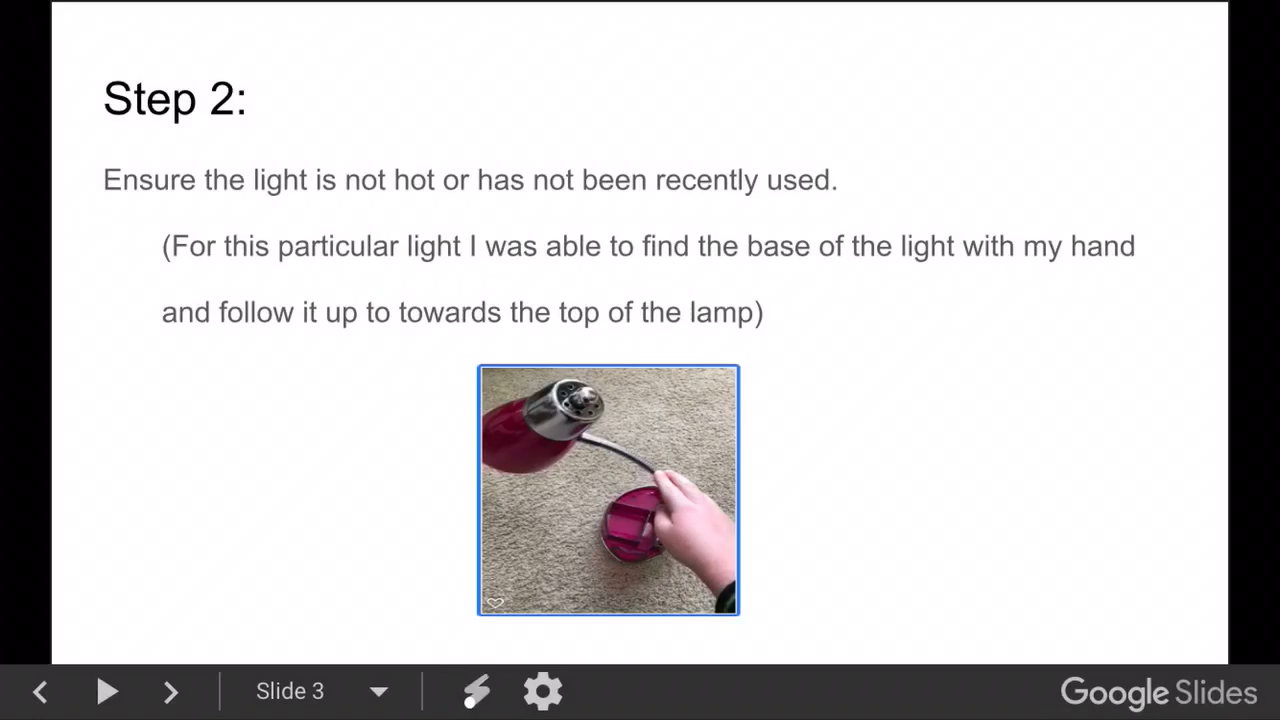 Step 2:
Ensure the light is not hot or has not been recently used.
(For this particular light I was able to find the base of the light with my hand
and follow it up to towards the top of the lamp)
Slide 3
Google Slides